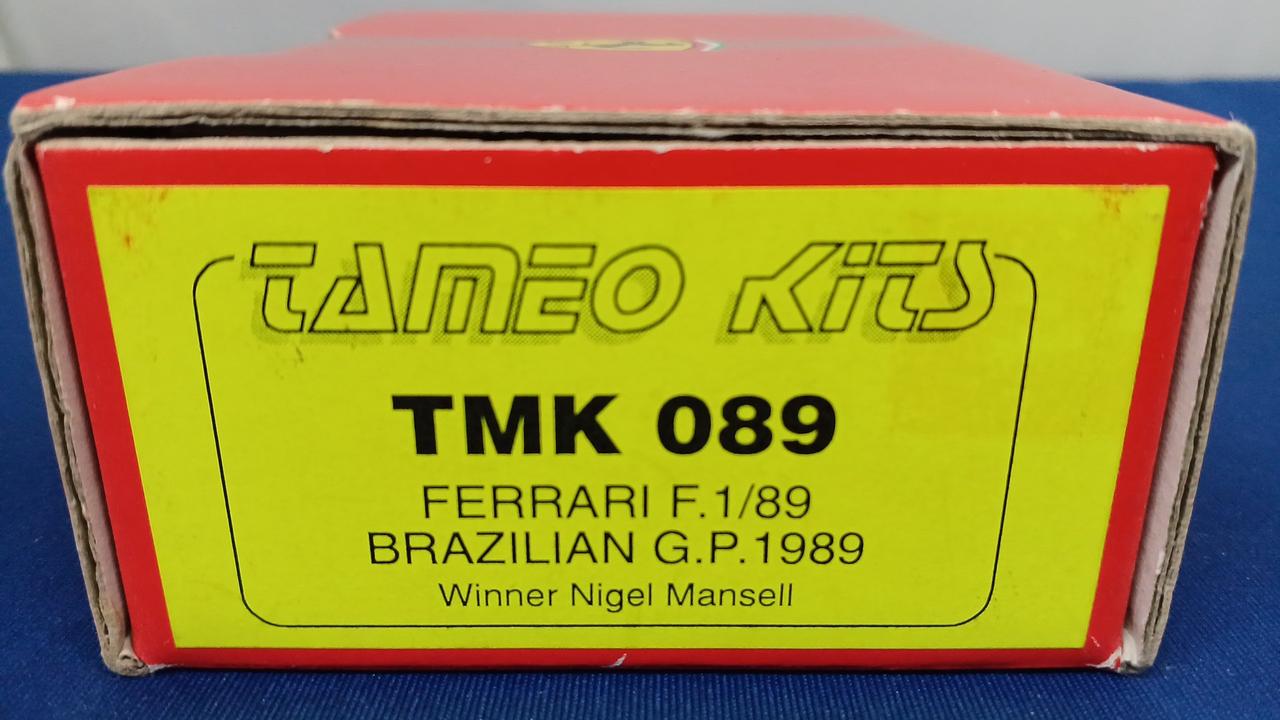 TAMEO KiTS
TMK 089
FERRARI F.1/89
BRAZILIAN G.P.1989
Winner Nigel Mansell